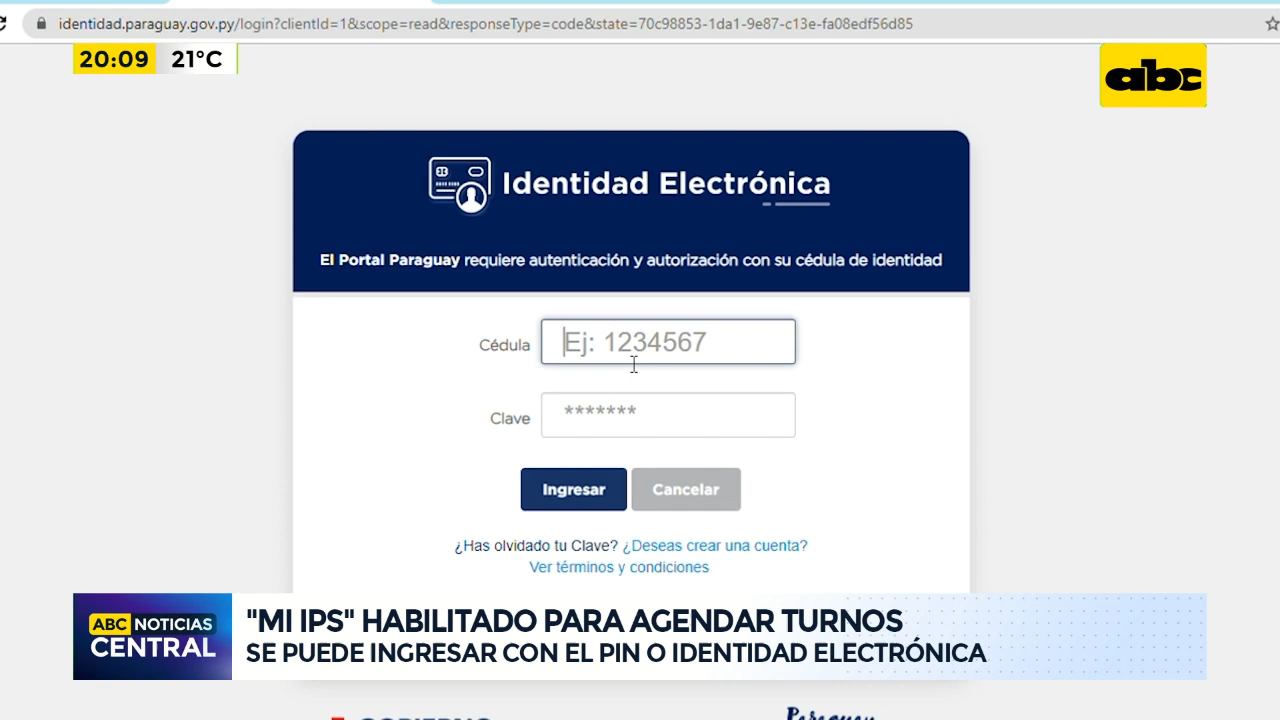 identidad.paraguay.gov.py/login?clientId=1&scope=read&responseType=code&state=70c98853-1da1-9e87-c13e-fa08edf56d85
20:09 21°C
abc
Identidad Electrónica
El Portal Paraguay requiere autenticación y autorización con su cédula de identidad
Cédula Ej: 1234567
Clave *******
Ingresar Cancelar
¿Has olvidado tu Clave? ¿Deseas crear una cuenta?
Ver términos y condiciones
ABC NOTICIAS
CENTRAL
"MI IPS" HABILITADO PARA AGENDAR TURNOS
SE PUEDE INGRESAR CON EL PIN O IDENTIDAD ELECTRÓNICA
GOBIERNO Paraguay